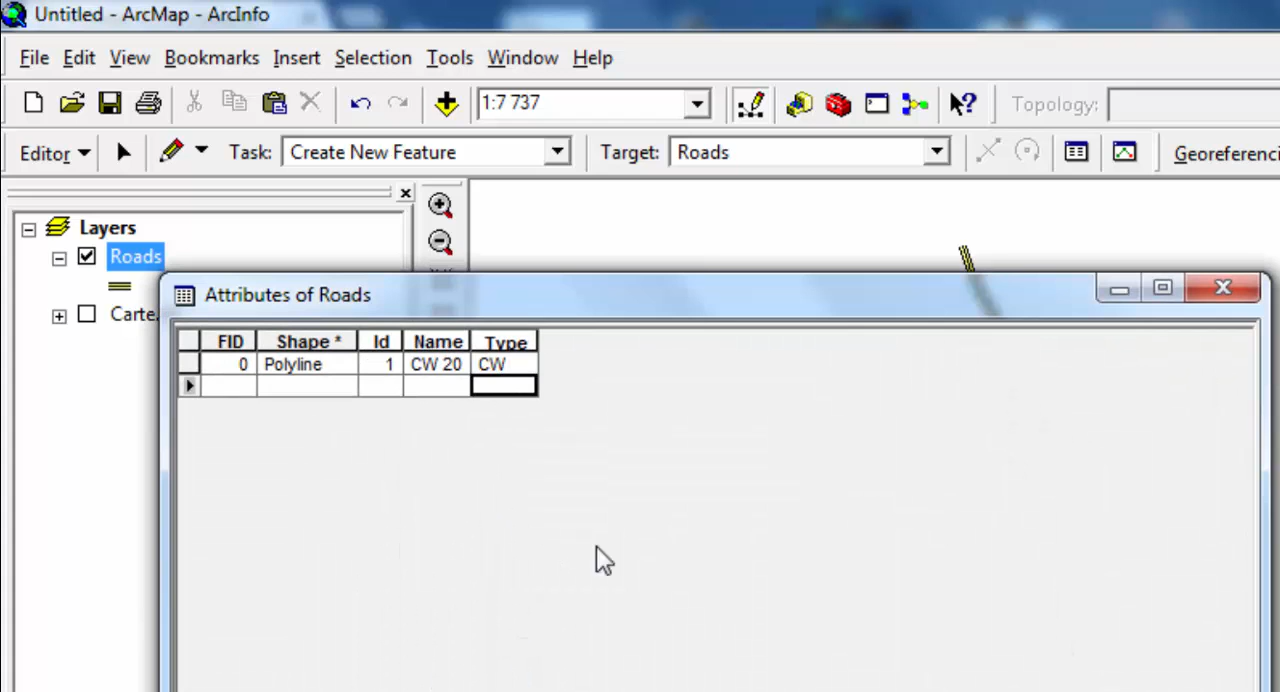 Untitled - ArcMap - ArcInfo
File Edit View Bookmarks Insert Selection Tools Window Help
1:7 737 Topology:
Editor Task: Create New Feature Target: Roads
Layers
Roads
Carte.
Attributes of Roads
FID Shape * Id Name Type
0 Polyline 1 CW 20 CW